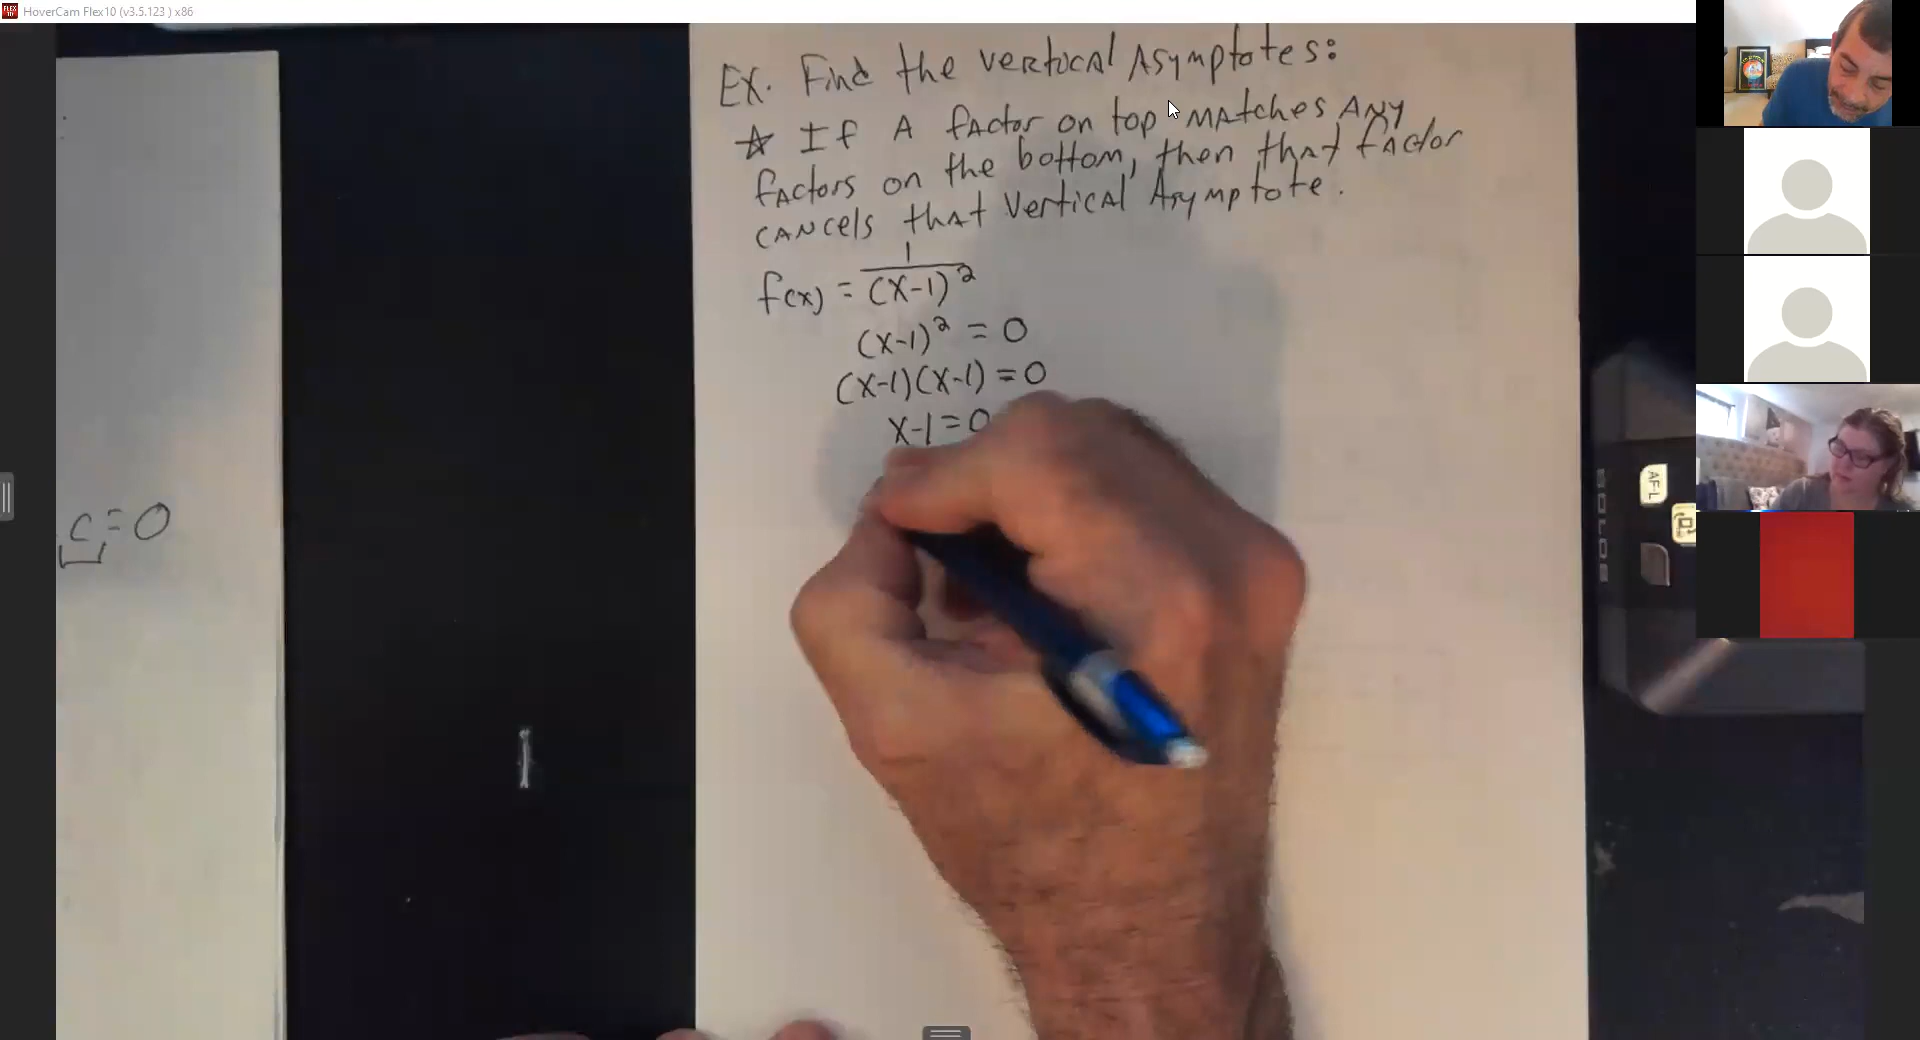 HoverCam Flex10 (v3.5.123 ) x86
EX. Find the vertical Asymptotes:
☆ If A factor on top matches ANY
factors on the bottom, then that factor
cancels that vertical Asymptote.
f(x) = 1/(x-1)²
(x-1)² = 0
(x-1)(x-1) = 0
x-1=0
c = 0
AF-L